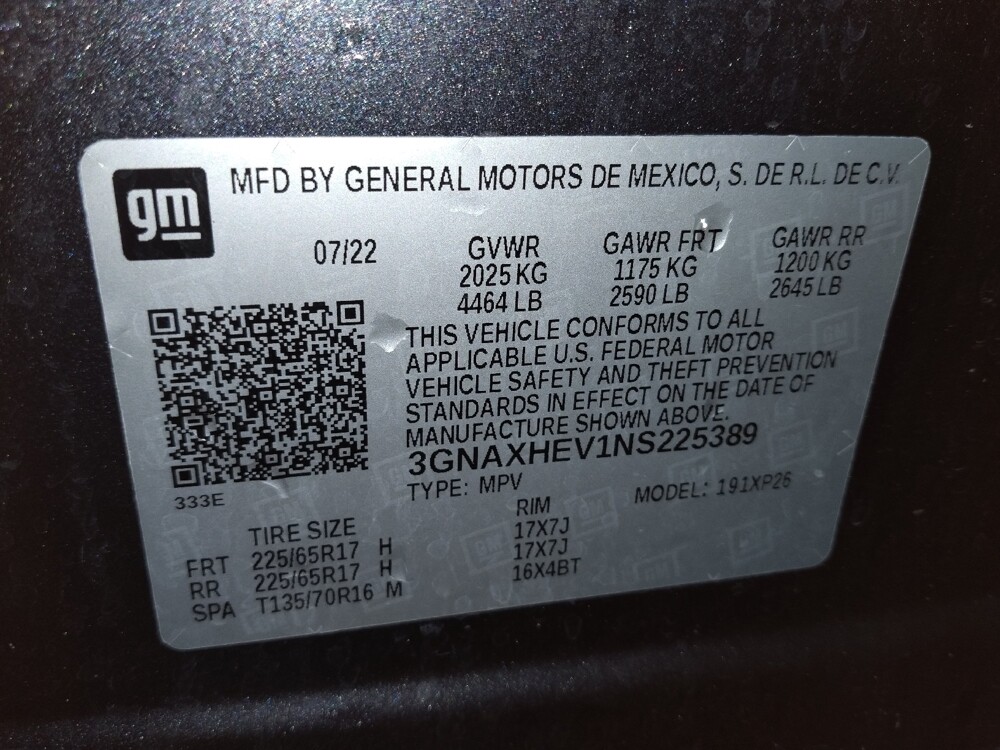 gm
MFD BY GENERAL MOTORS DE MEXICO, S. DE R.L. DE C.V.
07/22 GVWR GAWR FRT GAWR RR
2025 KG 1175 KG 1200 KG
4464 LB 2590 LB 2645 LB
THIS VEHICLE CONFORMS TO ALL
APPLICABLE U.S. FEDERAL MOTOR
VEHICLE SAFETY AND THEFT PREVENTION
STANDARDS IN EFFECT ON THE DATE OF
MANUFACTURE SHOWN ABOVE.
3GNAXHEV1NS225389
333E
TYPE: MPV MODEL: 191XP26
TIRE SIZE RIM
FRT 225/65R17 H 17X7J
RR 225/65R17 H 17X7J
SPA T135/70R16 M 16X4BT